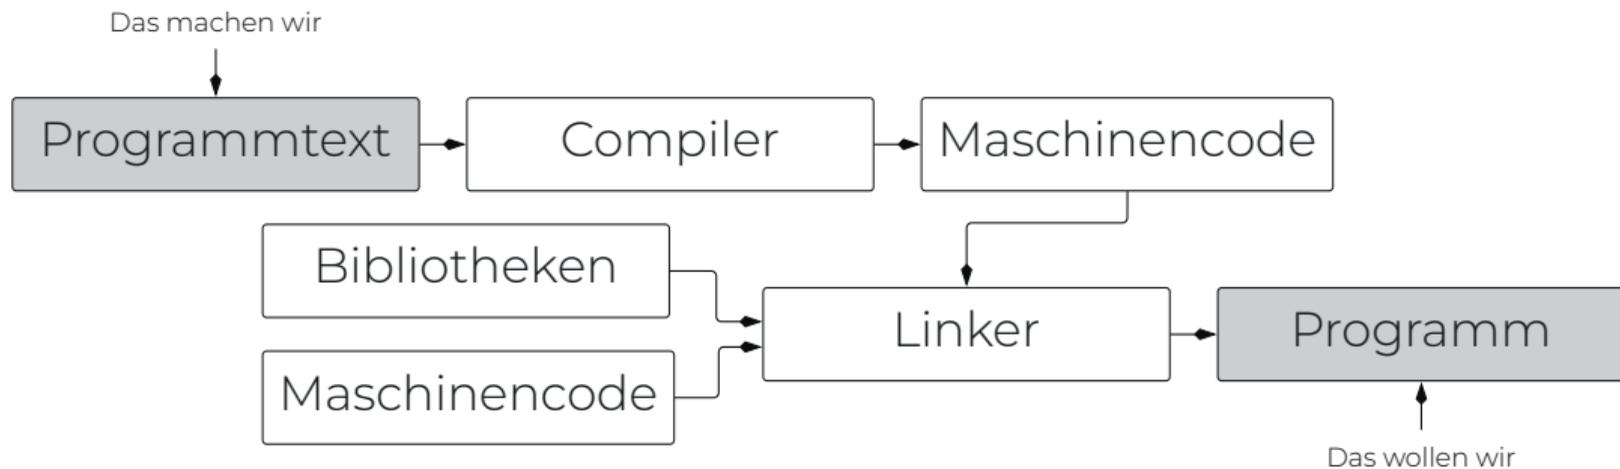 Das machen wir
Programmtext
Compiler
Maschinencode
Bibliotheken
Linker
Programm
Maschinencode
Das wollen wir